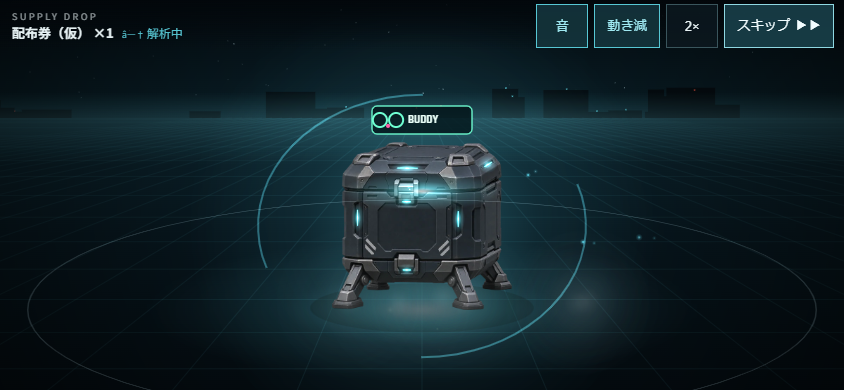 SUPPLY DROP
配布券（仮） ×1 â—† 解析中
音
動き減
2×
スキップ ▶▶
BUDDY